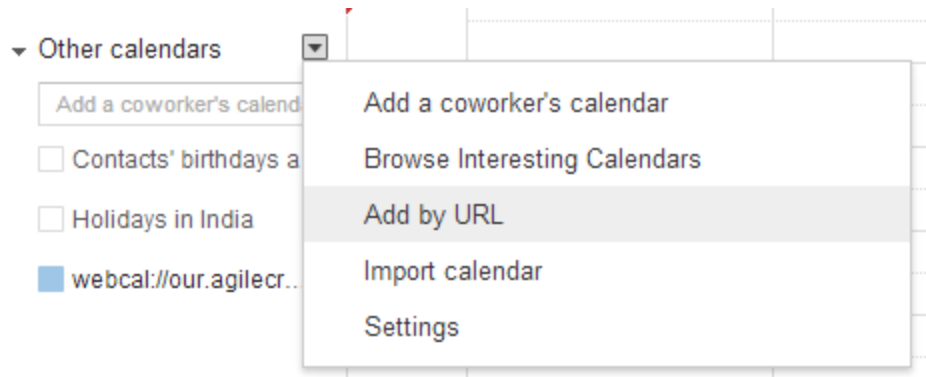 Other calendars
Add a coworker's calend
Contacts' birthdays a
Holidays in India
webcal://our.agilecr...
Add a coworker's calendar
Browse Interesting Calendars
Add by URL
Import calendar
Settings